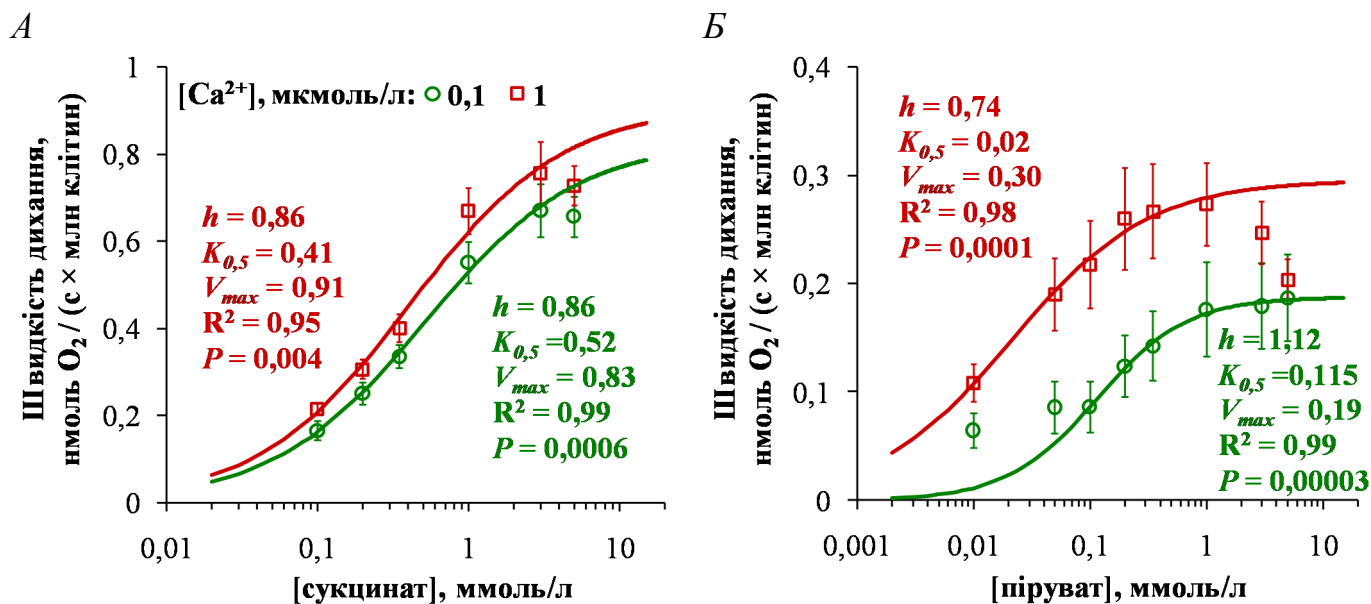 А
Швидкість дихання,
нмоль O₂ / (с × млн клітин)
1
0,8
0,6
0,4
0,2
0
[Ca²⁺], мкмоль/л: 0,1 1
h = 0,86
K0,5 = 0,41
Vmax = 0,91
R² = 0,95
P = 0,004
h = 0,86
K0,5 =0,52
Vmax = 0,83
R² = 0,99
P = 0,0006
0,01 0,1 1 10
[сукцинат], ммоль/л
Б
Швидкість дихання,
нмоль O₂ / (с × млн клітин)
0,4
0,3
0,2
0,1
0
h = 0,74
K0,5 = 0,02
Vmax = 0,30
R² = 0,98
P = 0,0001
h = 1,12
K0,5 =0,115
Vmax = 0,19
R² = 0,99
P = 0,00003
0,001 0,01 0,1 1 10
[піруват], ммоль/л